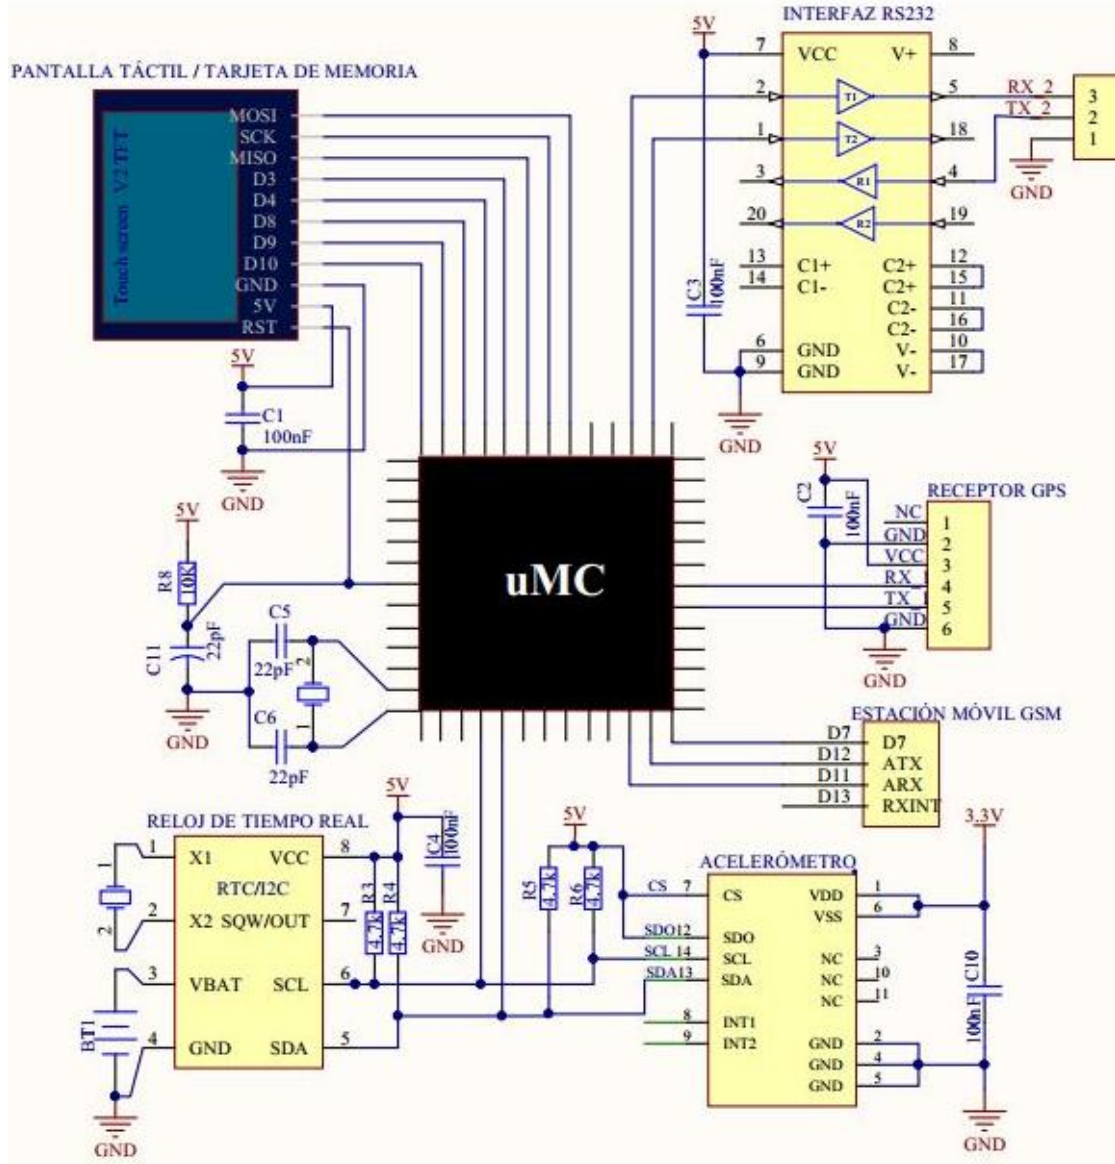 PANTALLA TÁCTIL / TARJETA DE MEMORIA
Touch screen V2 TFT
MOSI
SCK
MISO
D3
D4
D8
D9
D10
GND
5V
RST
5V
C1
100nF
GND
INTERFAZ RS232
5V
7 VCC V+ 8
2 T1 5 RX_2
1 T2 18 TX_2
3 R1 4
20 R2 19
3
2
1
GND
13 C1+ C2+ 12
14 C1- C2+ 15
C2- 11
C2- 16
6 GND V- 10
9 GND V- 17
C3
100nF
GND
uMC
5V
R8
10K
C11
22pF
GND
C5
22pF
2
1
C6
22pF
5V
C2
100nF
RECEPTOR GPS
NC 1
GND 2
VCC 3
RX_ 4
TX_ 5
GND 6
GND
ESTACIÓN MÓVIL GSM
D7 D7
D12 ATX
D11 ARX
D13 RXINT
RELOJ DE TIEMPO REAL
RTC/I2C
1 X1 VCC 8
2 X2 SQW/OUT 7
3 VBAT SCL 6
4 GND SDA 5
1
2
BT1
GND
5V
R3
4.7k
R4
4.7k
C4
100nF
GND
5V
R5
4.7k
R6
4.7k
ACELERÓMETRO
CS 7 CS VDD 1
VSS 6
SDO12 SDO
SCL 14 SCL NC 3
SDA13 SDA NC 10
NC 11
8 INT1
9 INT2 GND 2
GND 4
GND 5
3.3V
C10
100nF
GND